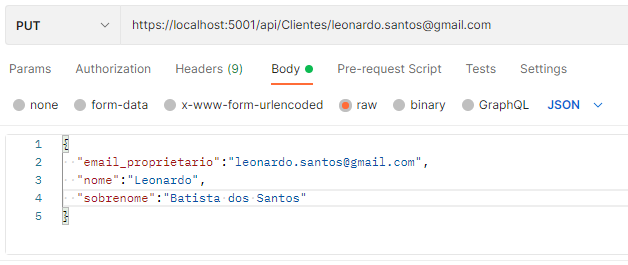 PUT https://localhost:5001/api/Clientes/leonardo.santos@gmail.com
Params Authorization Headers (9) Body Pre-request Script Tests Settings
none form-data x-www-form-urlencoded raw binary GraphQL JSON
1 {
2 "email_proprietario":"leonardo.santos@gmail.com",
3 "nome":"Leonardo",
4 "sobrenome":"Batista dos Santos"
5 }